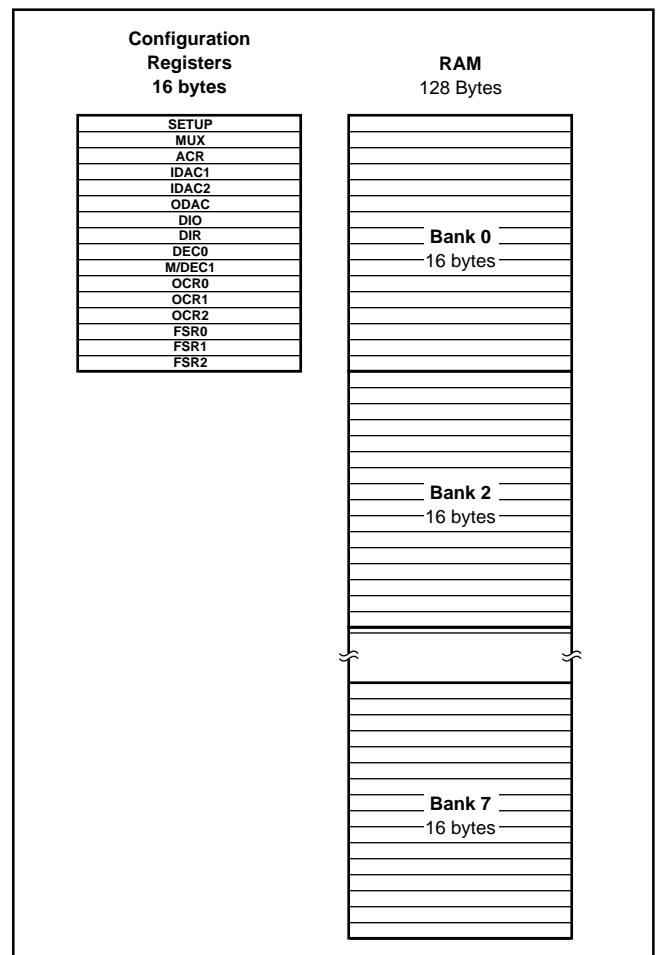 Configuration
Registers
16 bytes
SETUP
MUX
ACR
IDAC1
IDAC2
ODAC
DIO
DIR
DEC0
M/DEC1
OCR0
OCR1
OCR2
FSR0
FSR1
FSR2
RAM
128 Bytes
Bank 0
16 bytes
Bank 2
16 bytes
Bank 7
16 bytes